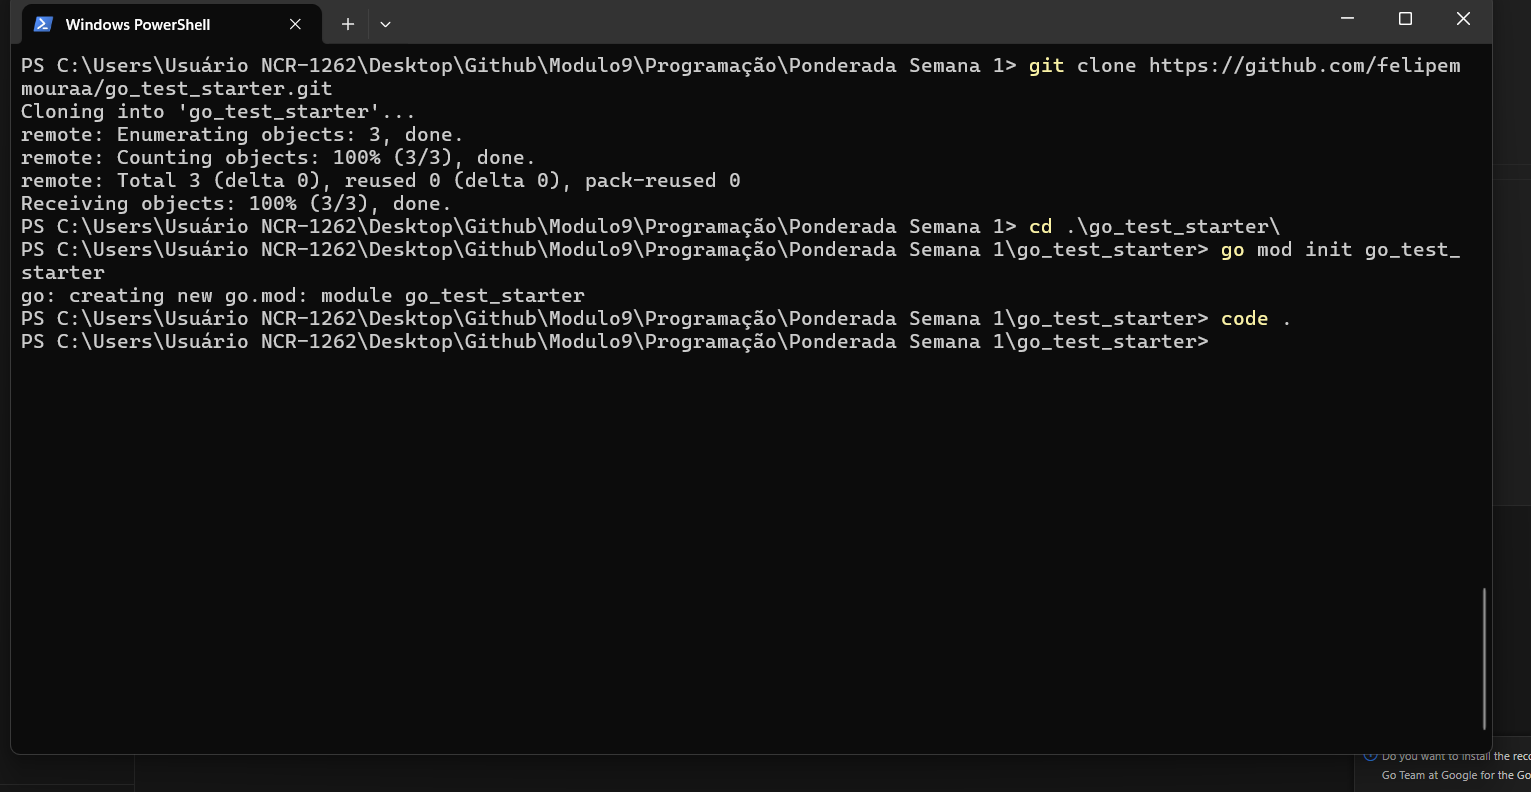 Windows PowerShell
PS C:\Users\Usuário NCR-1262\Desktop\Github\Modulo9\Programação\Ponderada Semana 1> git clone https://github.com/felipem
mouraa/go_test_starter.git
Cloning into 'go_test_starter'...
remote: Enumerating objects: 3, done.
remote: Counting objects: 100% (3/3), done.
remote: Total 3 (delta 0), reused 0 (delta 0), pack-reused 0
Receiving objects: 100% (3/3), done.
PS C:\Users\Usuário NCR-1262\Desktop\Github\Modulo9\Programação\Ponderada Semana 1> cd .\go_test_starter\
PS C:\Users\Usuário NCR-1262\Desktop\Github\Modulo9\Programação\Ponderada Semana 1\go_test_starter> go mod init go_test_
starter
go: creating new go.mod: module go_test_starter
PS C:\Users\Usuário NCR-1262\Desktop\Github\Modulo9\Programação\Ponderada Semana 1\go_test_starter> code .
PS C:\Users\Usuário NCR-1262\Desktop\Github\Modulo9\Programação\Ponderada Semana 1\go_test_starter>
Do you want to install the reco
Go Team at Google for the Go